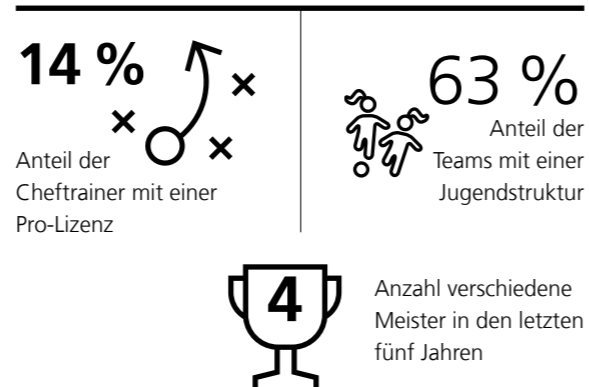 14 %
Anteil der
Cheftrainer mit einer
Pro-Lizenz
63 %
Anteil der
Teams mit einer
Jugendstruktur
4
Anzahl verschiedene
Meister in den letzten
fünf Jahren